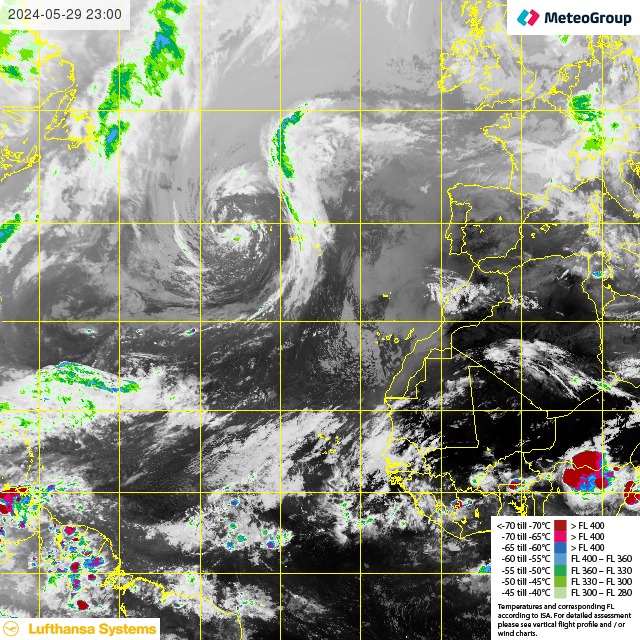 2024-05-29 23:00
MeteoGroup
<-70 till -70°C > FL 400
-70 till -65°C > FL 400
-65 till -60°C > FL 400
-60 till -55°C FL 400 – FL 360
-55 till -50°C FL 360 – FL 330
-50 till -45°C FL 330 – FL 300
-45 till -40°C FL 300 – FL 280
Temperatures and corresponding FL
according to ISA. For detailed assessment
please see vertical flight profile and / or
wind charts.
Lufthansa Systems